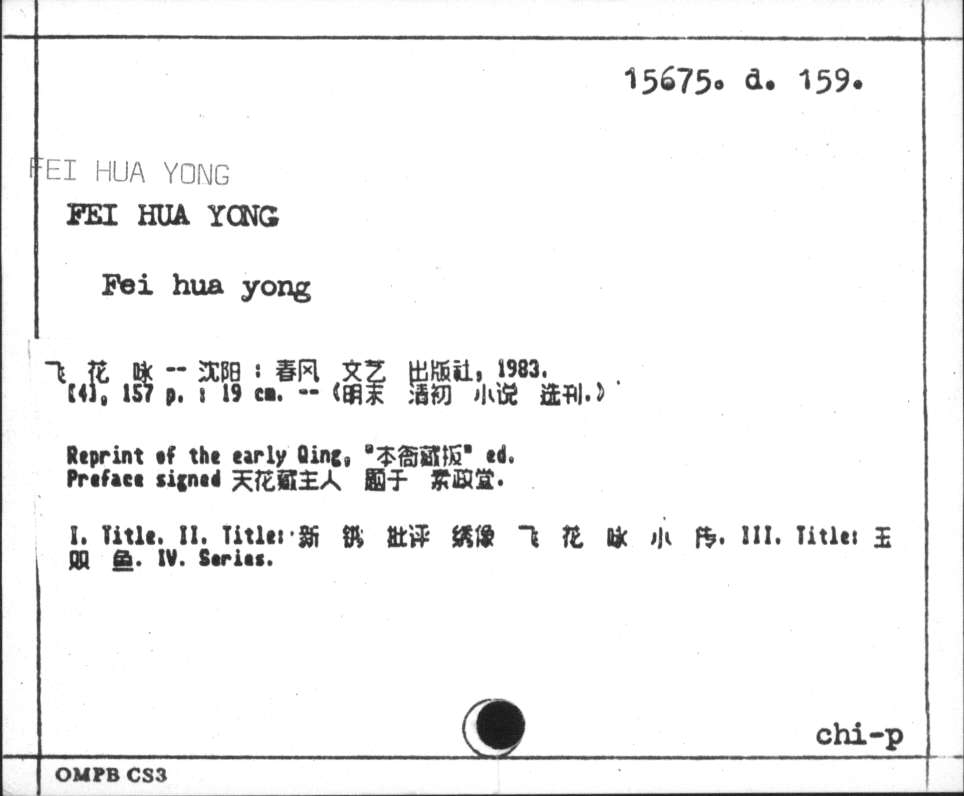 15675. d. 159.
FEI HUA YONG
FEI HUA YONG
Fei hua yong
飞 花 咏 -- 沈阳 : 春风 文艺 出版社, 1983.
[4], 157 p. ; 19 cm. -- (明末 清初 小说 选刊.)
Reprint of the early Qing, "本衙藏板" ed.
Preface signed 天花藏主人 题于 素政堂.
I. Title. II. Title: 新 镌 批评 绣像 飞 花 咏 小 传. III. Title: 玉
双 鱼. IV. Series.
chi-p
OMPB CS3